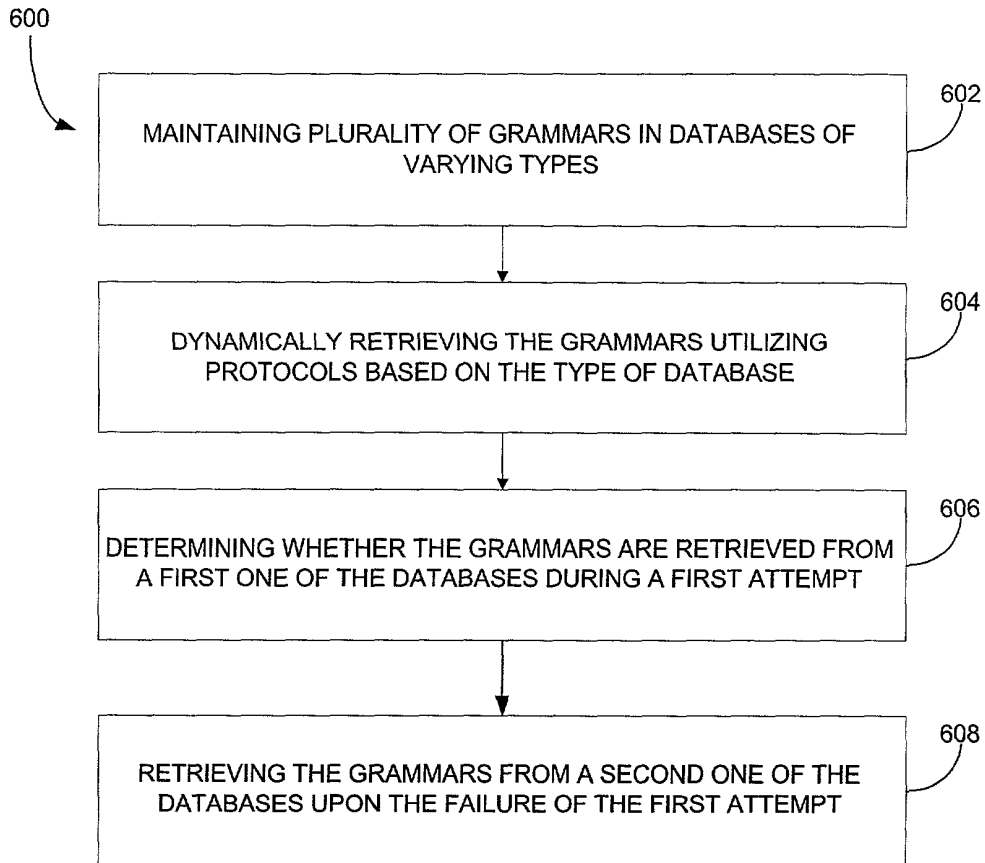 600
602
MAINTAINING PLURALITY OF GRAMMARS IN DATABASES OF
VARYING TYPES
604
DYNAMICALLY RETRIEVING THE GRAMMARS UTILIZING
PROTOCOLS BASED ON THE TYPE OF DATABASE
606
DETERMINING WHETHER THE GRAMMARS ARE RETRIEVED FROM
A FIRST ONE OF THE DATABASES DURING A FIRST ATTEMPT
608
RETRIEVING THE GRAMMARS FROM A SECOND ONE OF THE
DATABASES UPON THE FAILURE OF THE FIRST ATTEMPT